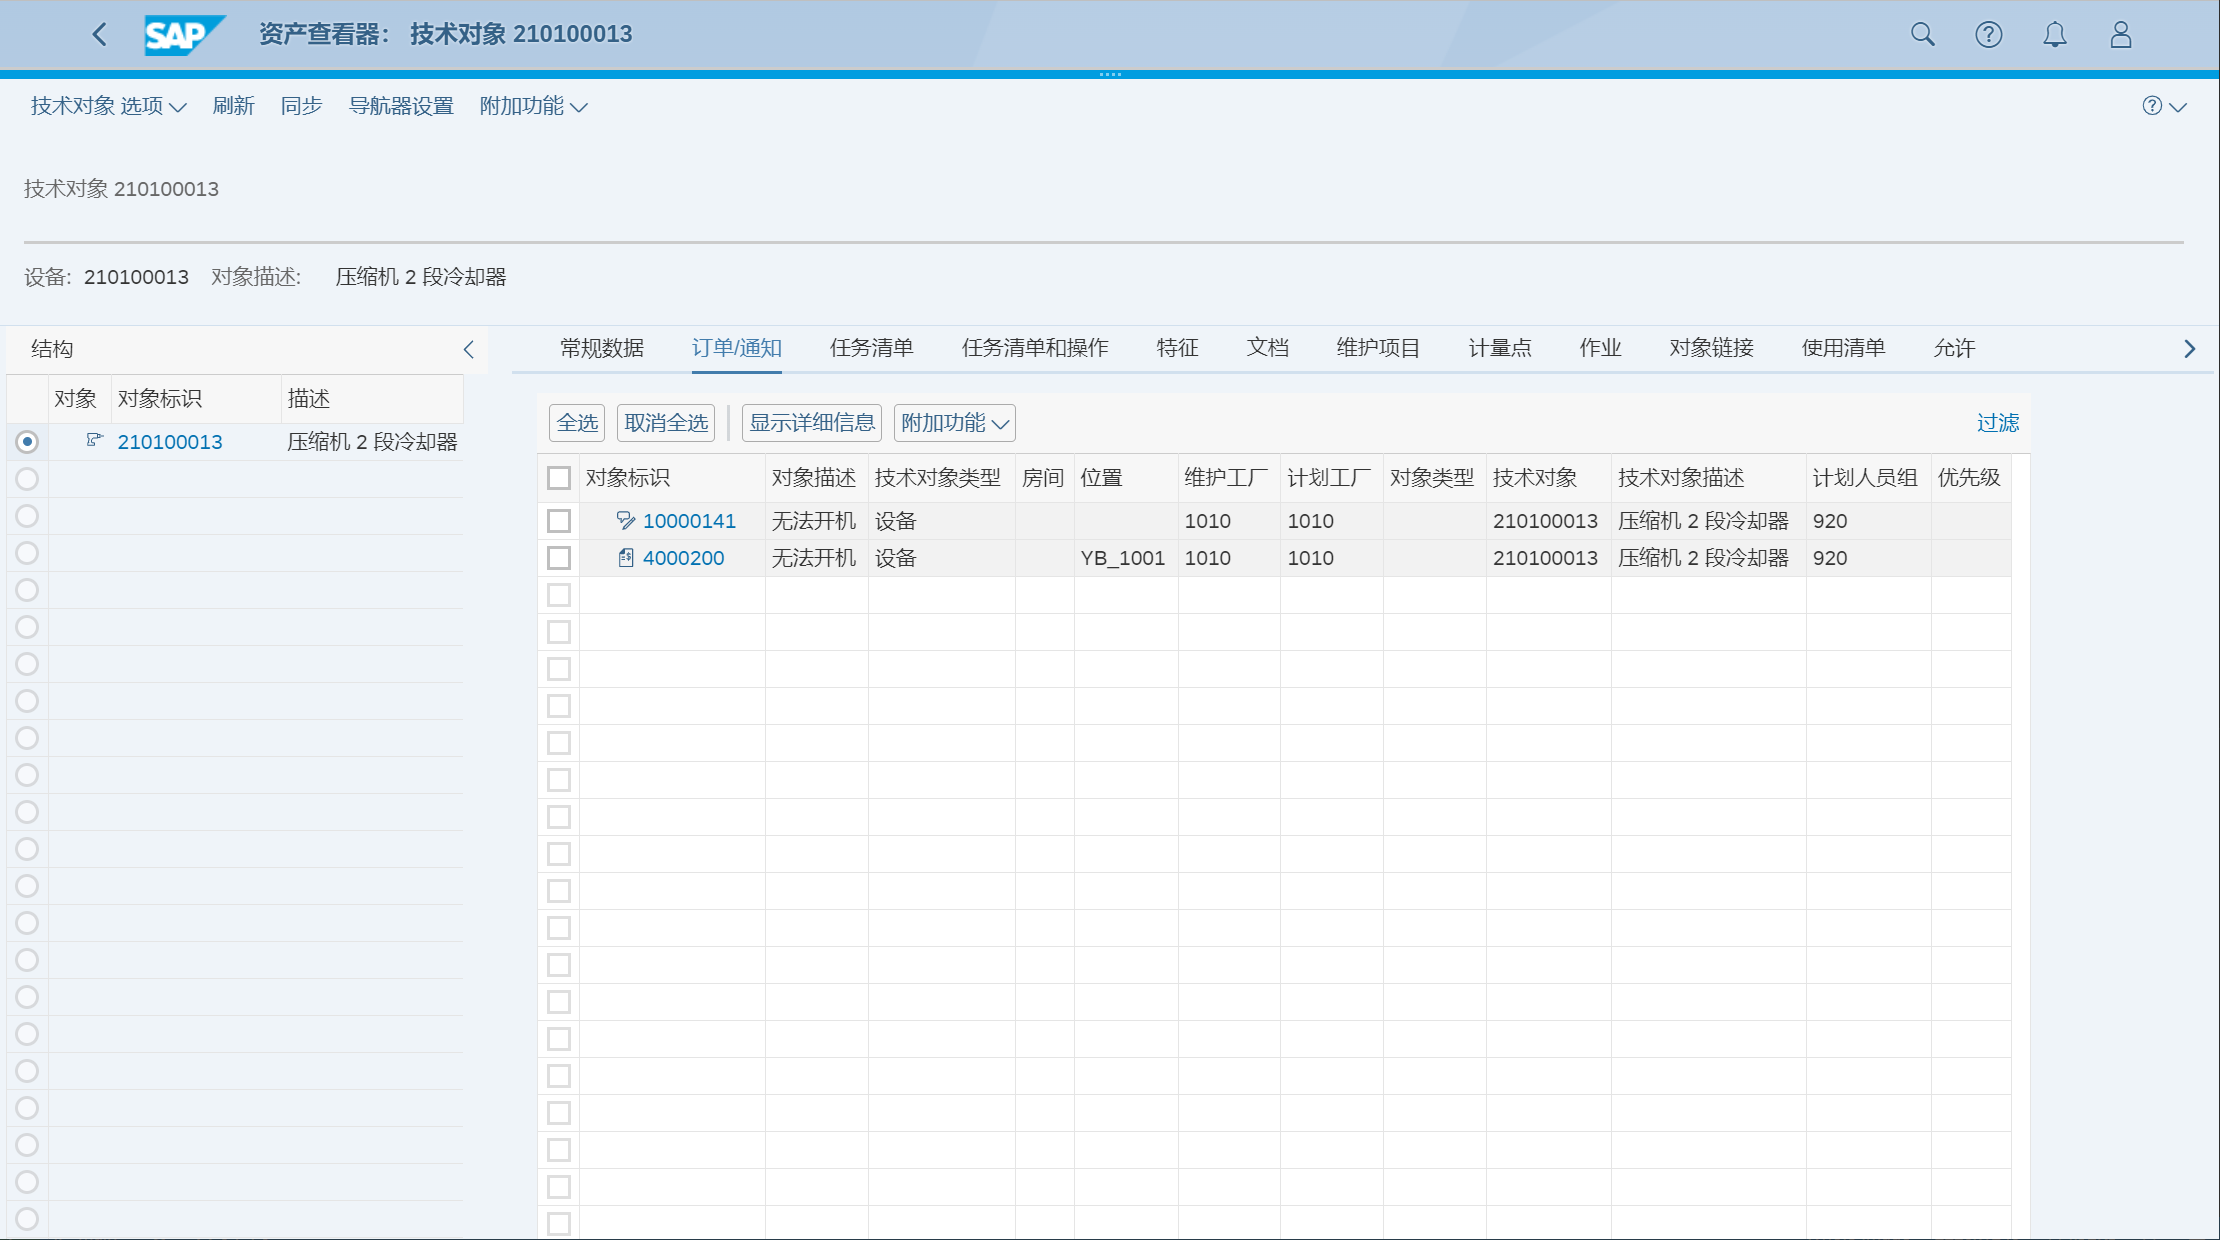 SAP 资产查看器: 技术对象 210100013
技术对象 选项 刷新 同步 导航器设置 附加功能
技术对象 210100013
设备: 210100013 对象描述: 压缩机 2 段冷却器
结构
对象 对象标识 描述
210100013 压缩机 2 段冷却器
常规数据 订单/通知 任务清单 任务清单和操作 特征 文档 维护项目 计量点 作业 对象链接 使用清单 允许
全选 取消全选 显示详细信息 附加功能 过滤
对象标识 对象描述 技术对象类型 房间 位置 维护工厂 计划工厂 对象类型 技术对象 技术对象描述 计划人员组 优先级
10000141 无法开机 设备 1010 1010 210100013 压缩机 2 段冷却器 920
4000200 无法开机 设备 YB_1001 1010 1010 210100013 压缩机 2 段冷却器 920